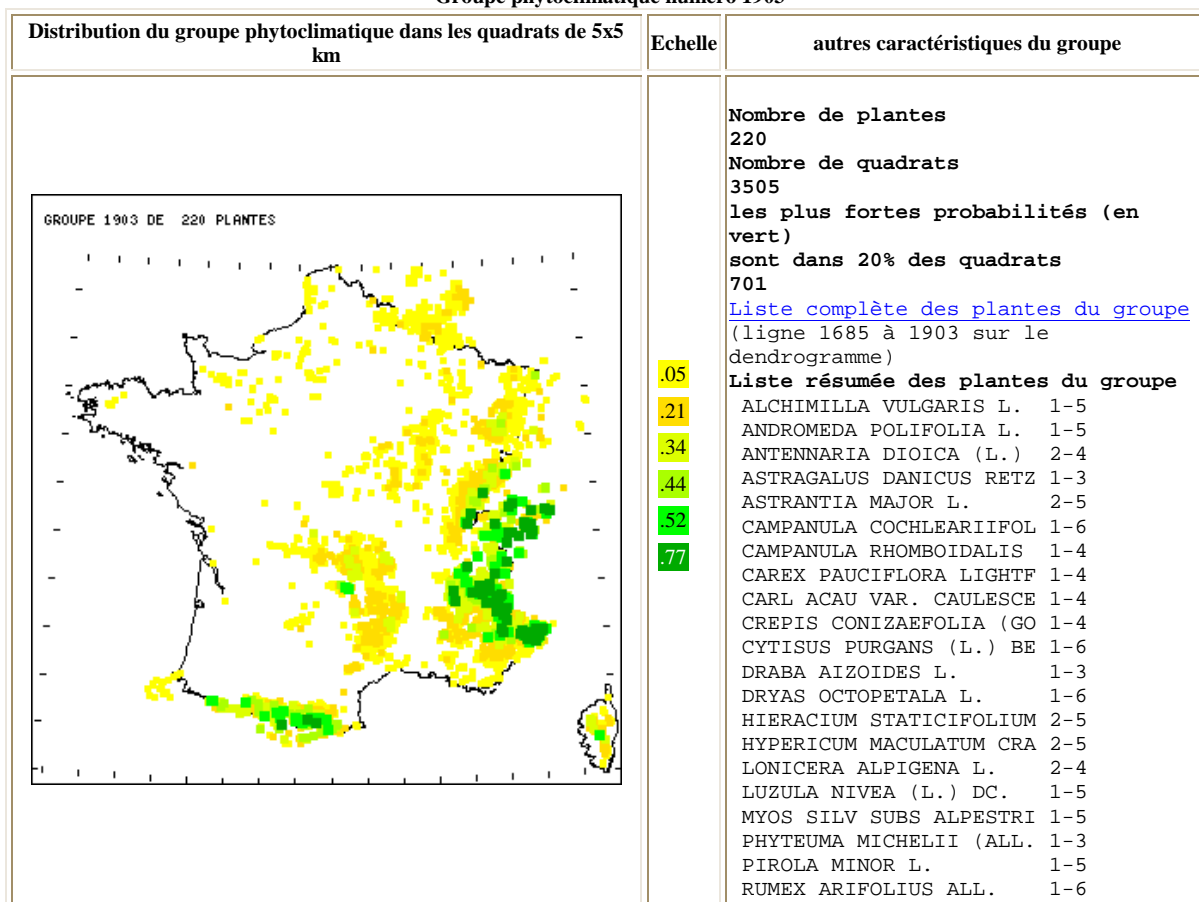 Groupe phytoclimatique numéro 1903
Distribution du groupe phytoclimatique dans les quadrats de 5x5
km
Echelle
autres caractéristiques du groupe
GROUPE 1903 DE 220 PLANTES
.05
.21
.34
.44
.52
.77
Nombre de plantes
220
Nombre de quadrats
3505
les plus fortes probabilités (en
vert)
sont dans 20% des quadrats
701
Liste complète des plantes du groupe
(ligne 1685 à 1903 sur le
dendrogramme)
Liste résumée des plantes du groupe
ALCHIMILLA VULGARIS L. 1-5
ANDROMEDA POLIFOLIA L. 1-5
ANTENNARIA DIOICA (L.) 2-4
ASTRAGALUS DANICUS RETZ 1-3
ASTRANTIA MAJOR L. 2-5
CAMPANULA COCHLEARIIFOL 1-6
CAMPANULA RHOMBOIDALIS 1-4
CAREX PAUCIFLORA LIGHTF 1-4
CARL ACAU VAR. CAULESCE 1-4
CREPIS CONIZAEFOLIA (GO 1-4
CYTISUS PURGANS (L.) BE 1-6
DRABA AIZOIDES L. 1-3
DRYAS OCTOPETALA L. 1-6
HIERACIUM STATICIFOLIUM 2-5
HYPERICUM MACULATUM CRA 2-5
LONICERA ALPIGENA L. 2-4
LUZULA NIVEA (L.) DC. 1-5
MYOS SILV SUBS ALPESTRI 1-5
PHYTEUMA MICHELII (ALL. 1-3
PIROLA MINOR L. 1-5
RUMEX ARIFOLIUS ALL. 1-6